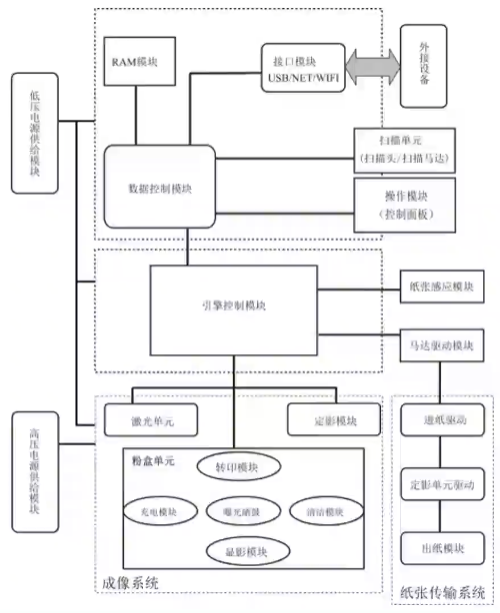 RAM模块
接口模块
USB/NET/WIFI
外接设备
低压电源供给模块
数据控制模块
扫描单元
(扫描头/扫描马达)
操作模块
(控制面板)
引擎控制模块
纸张感应模块
马达驱动模块
激光单元
定影模块
高压电源供给模块
粉盒单元
转印模块
充电模块
曝光硒鼓
清洁模块
显影模块
成像系统
进纸驱动
定影单元驱动
出纸模块
纸张传输系统